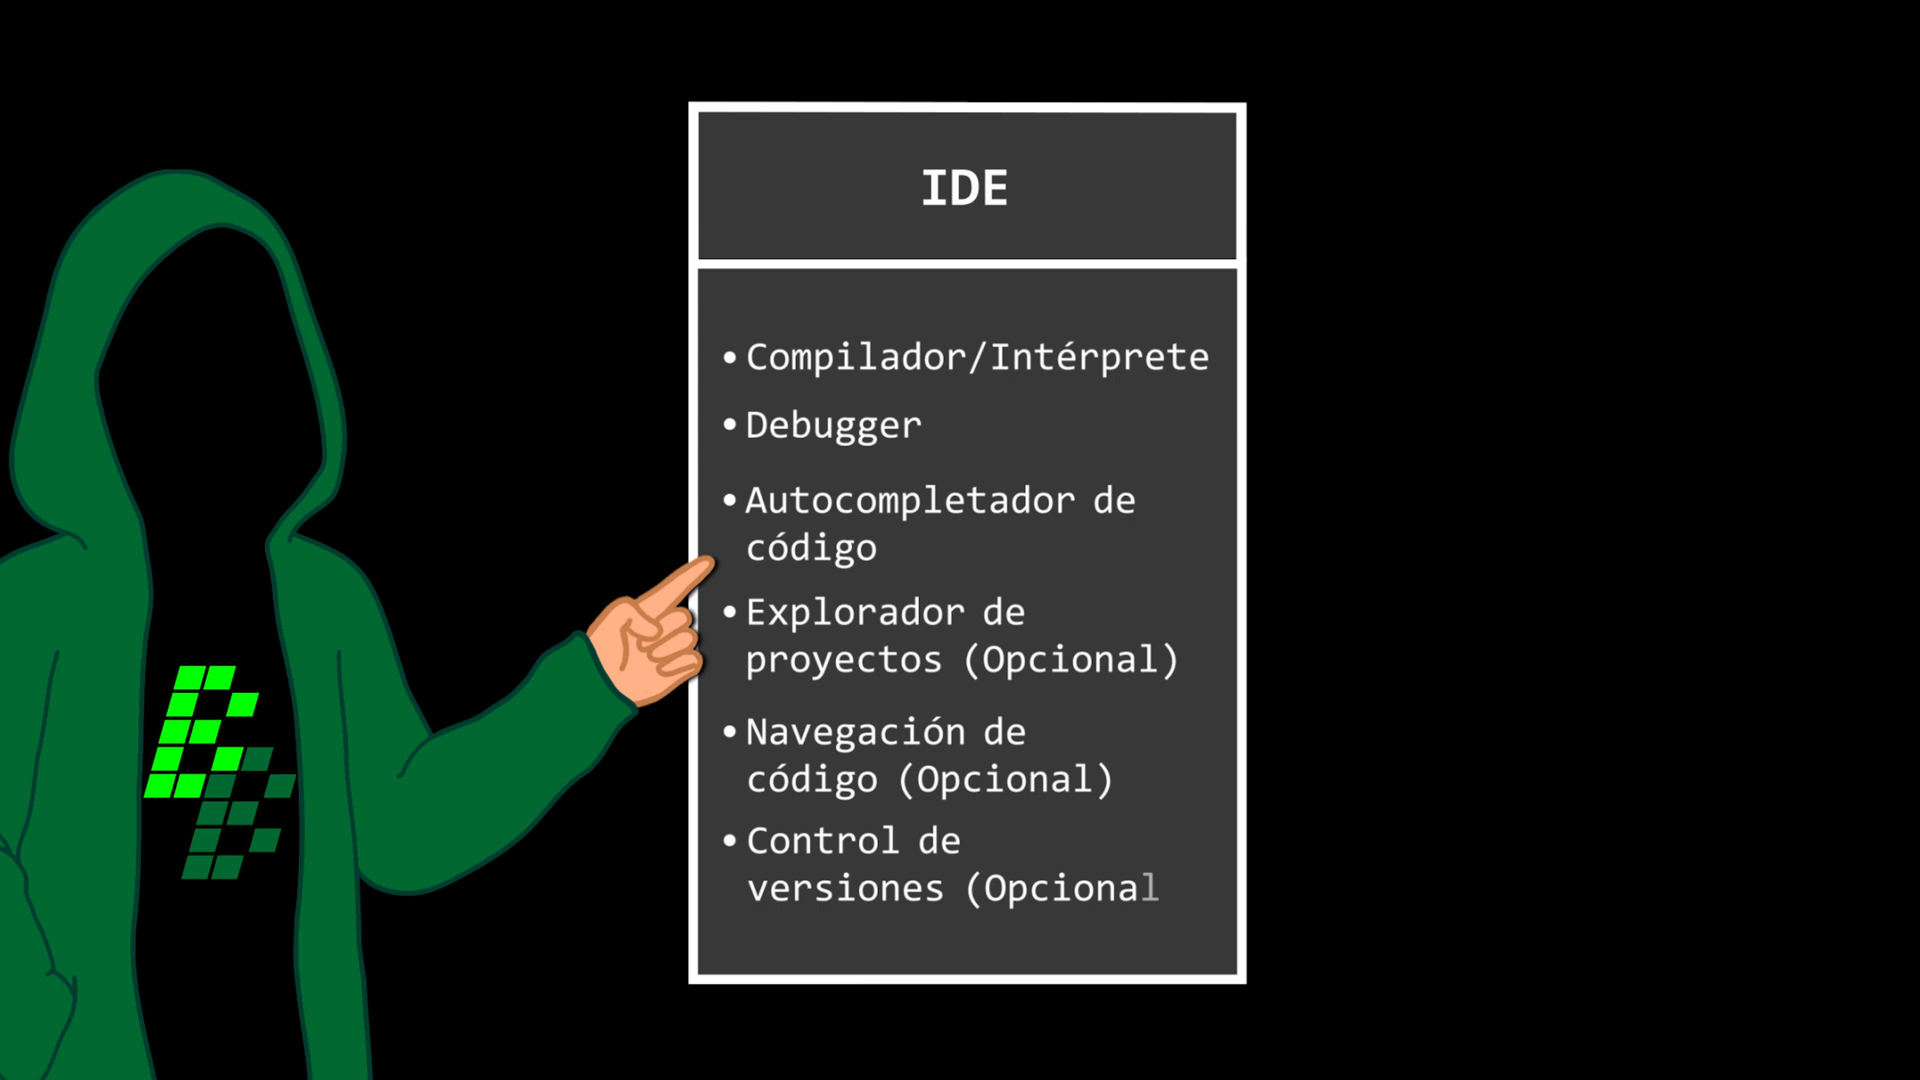 IDE
• Compilador/Intérprete
• Debugger
• Autocompletador de
código
• Explorador de
proyectos (Opcional)
• Navegación de
código (Opcional)
• Control de
versiones (Opcional